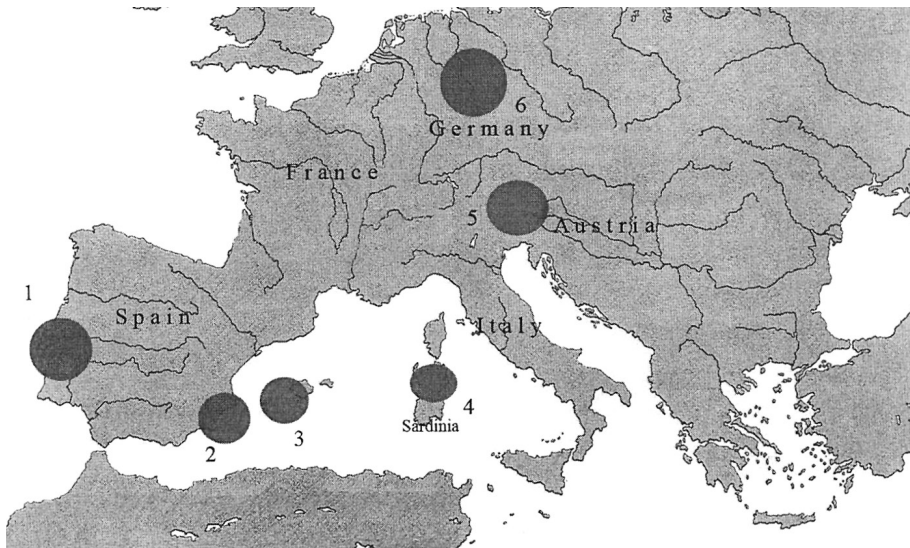 6
Germany
France
5
Austria
1
Spain
Italy
4
Sardinia
3
2